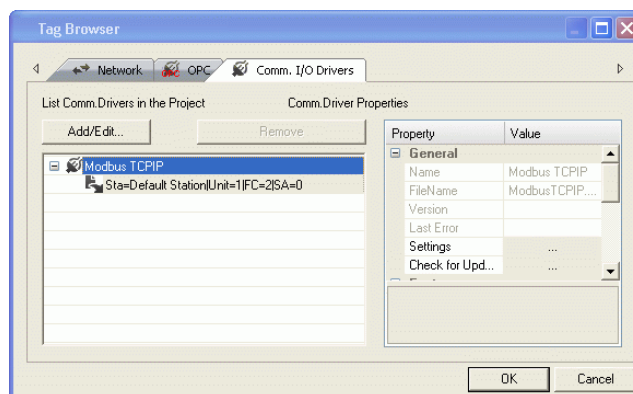 Tag Browser
Network OPC Comm. I/O Drivers
List Comm.Drivers in the Project Comm.Driver Properties
Add/Edit... Remove
Property Value
General
Modbus TCPIP
Name Modbus TCPIP
Sta=Default Station|Unit=1|FC=2|SA=0
FileName ModbusTCPIP....
Version
Last Error
Settings ...
Check for Upd... ...
OK Cancel